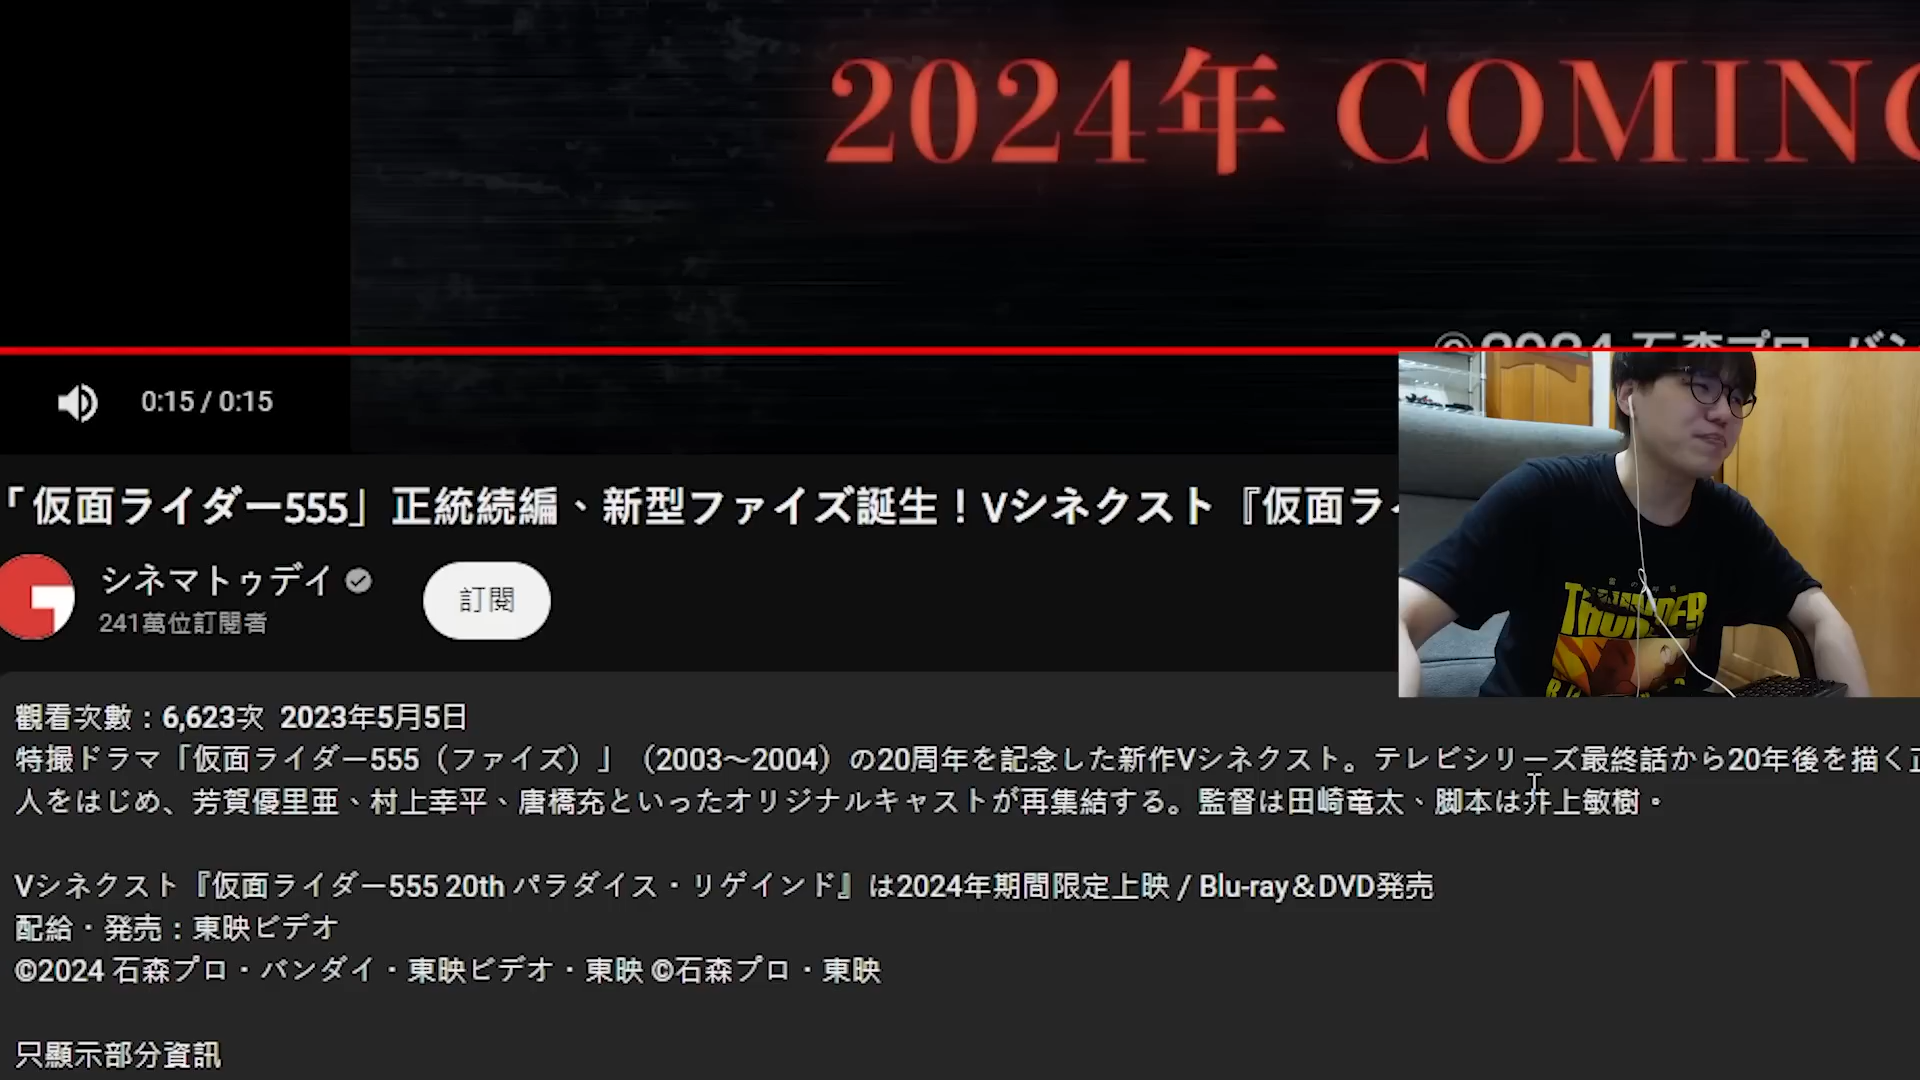 2024年 COMING
©2024 石森プロ・バン
0:15 / 0:15
「仮面ライダー555」正統続編、新型ファイズ誕生！Vシネクスト『仮面ライ
シネマトゥデイ
241萬位訂閱者
訂閱
THUNDER
觀看次數：6,623次 2023年5月5日
特撮ドラマ「仮面ライダー555（ファイズ）」（2003〜2004）の20周年を記念した新作Vシネクスト。テレビシリーズ最終話から20年後を描く正
人をはじめ、芳賀優里亜、村上幸平、唐橋充といったオリジナルキャストが再集結する。監督は田崎竜太、脚本は井上敏樹。
Vシネクスト『仮面ライダー555 20th パラダイス・リゲインド』は2024年期間限定上映 / Blu-ray＆DVD発売
配給・発売：東映ビデオ
©2024 石森プロ・バンダイ・東映ビデオ・東映 ©石森プロ・東映
只顯示部分資訊